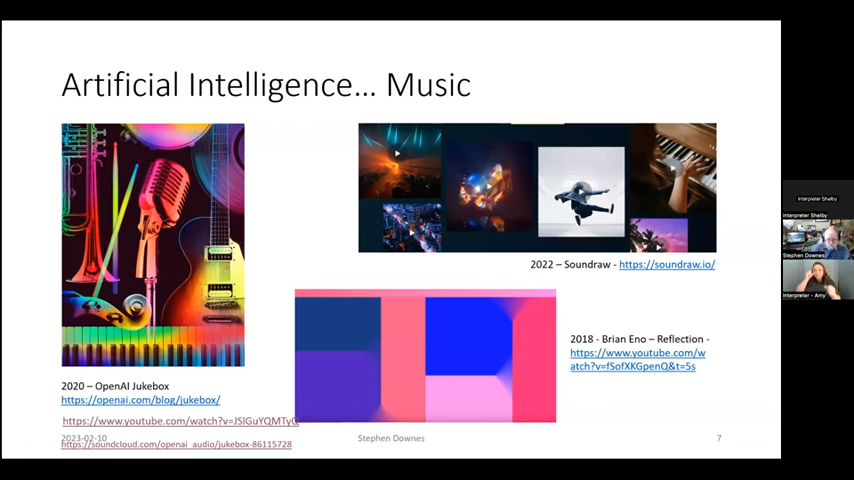 Artificial Intelligence... Music
2022 – Soundraw - https://soundraw.io/
2018 - Brian Eno – Reflection -
https://www.youtube.com/w
atch?v=fSofXKGpenQ&t=5s
2020 – OpenAI Jukebox
https://openai.com/blog/jukebox/
https://www.youtube.com/watch?v=JSlGuYQMTyQ
2023-02-10
https://soundcloud.com/openai_audio/jukebox-86115728
Stephen Downes
7
Interpreter Shelby
Interpreter Shelby
Stephen Downes
Interpreter - Amy